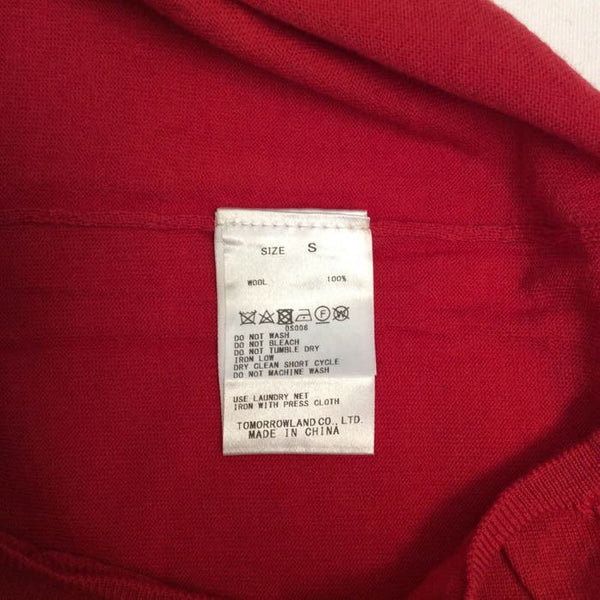 SIZE S
WOOL 100%
F W
0S006
DO NOT WASH
DO NOT BLEACH
DO NOT TUMBLE DRY
IRON LOW
DRY CLEAN SHORT CYCLE
DO NOT MACHINE WASH
USE LAUNDRY NET
IRON WITH PRESS CLOTH
TOMORROWLAND CO., LTD.
MADE IN CHINA